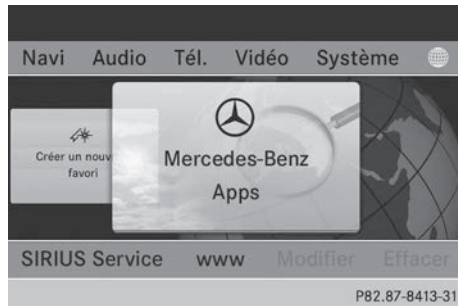 Navi Audio Tél. Vidéo Système
Créer un nouv
favori
Mercedes-Benz
Apps
SIRIUS Service www Modifier Effacer
P82.87-8413-31